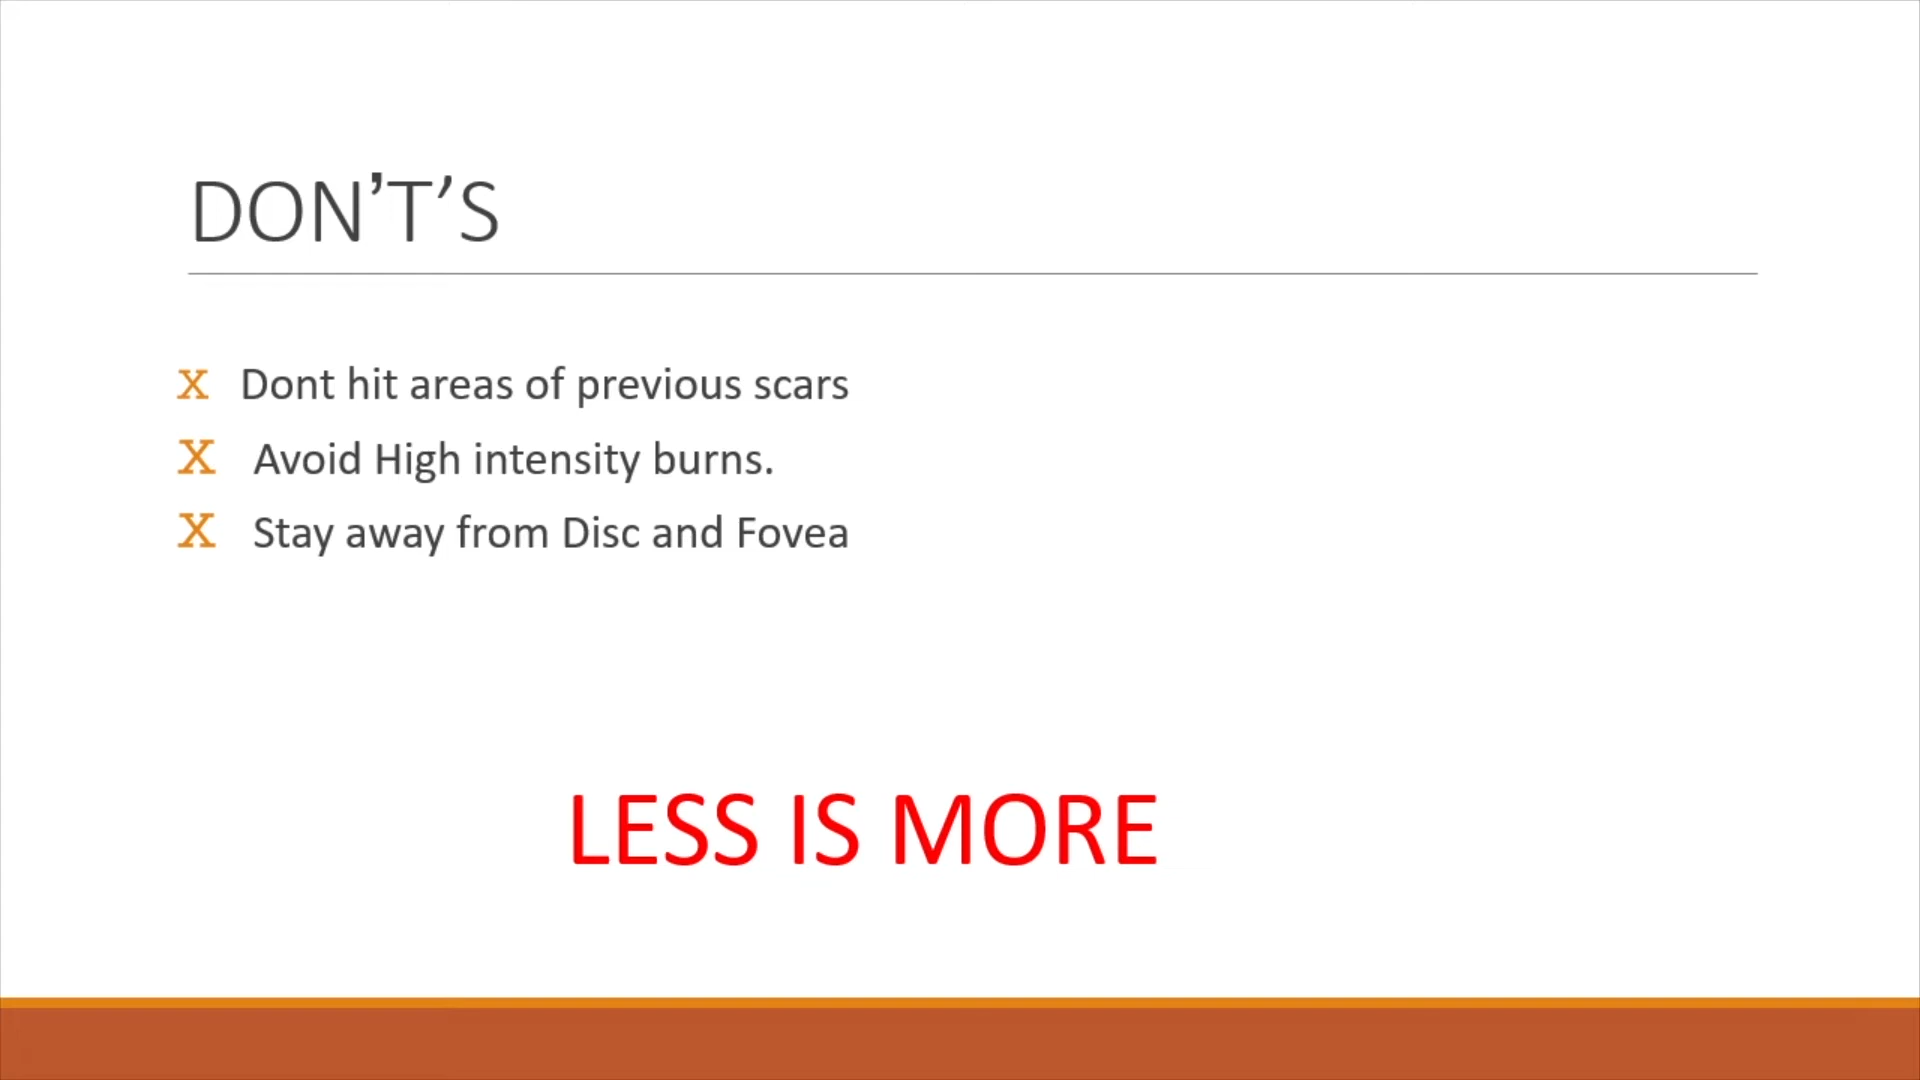 DON’T’S
X Dont hit areas of previous scars
X Avoid High intensity burns.
X Stay away from Disc and Fovea
LESS IS MORE